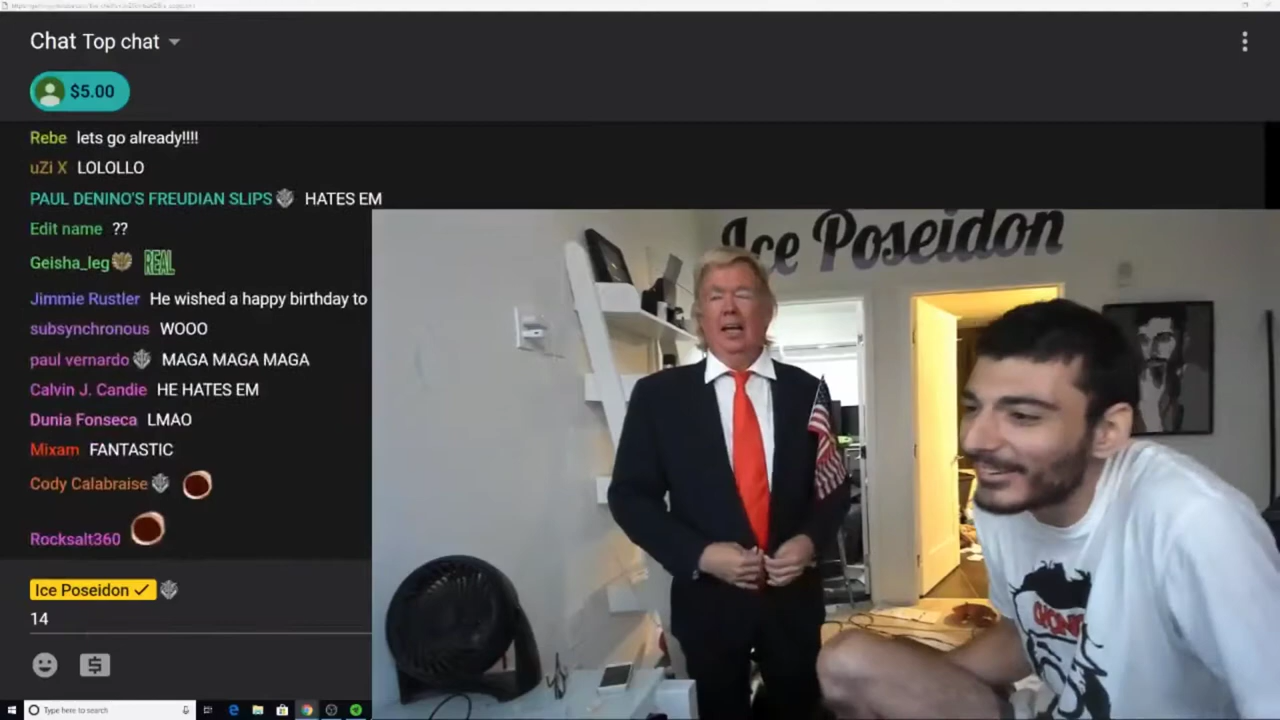 Chat Top chat
$5.00
Rebe lets go already!!!!
uZi X LOLOLLO
PAUL DENINO'S FREUDIAN SLIPS HATES EM
Edit name ??
Geisha_leg REAL
Jimmie Rustler He wished a happy birthday to
subsynchronous WOOO
paul vernardo MAGA MAGA MAGA
Calvin J. Candie HE HATES EM
Dunia Fonseca LMAO
Mixam FANTASTIC
Cody Calabraise
Rocksalt360
Ice Poseidon
14
Ice Poseidon
Type here to search